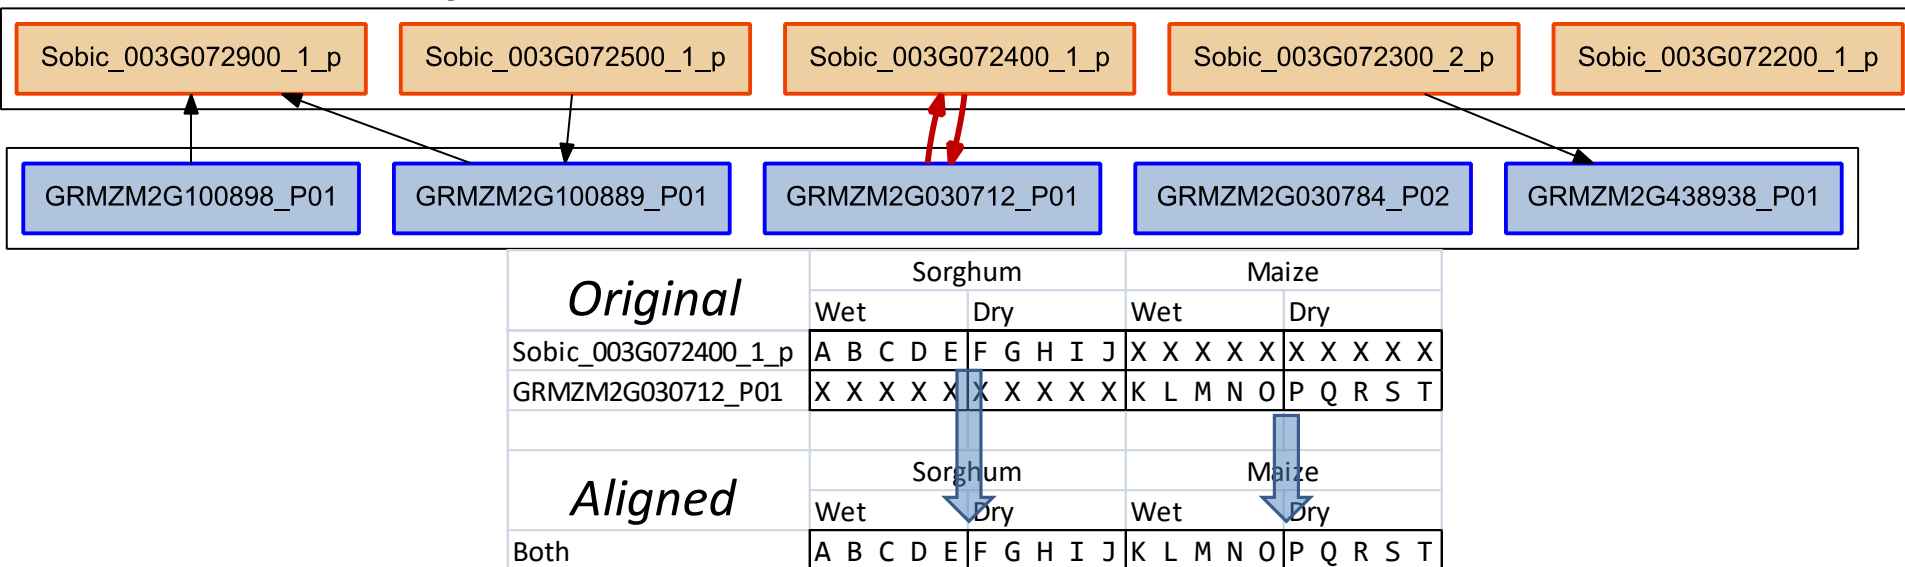 Sobic_003G072900_1_p Sobic_003G072500_1_p Sobic_003G072400_1_p Sobic_003G072300_2_p Sobic_003G072200_1_p
GRMZM2G100898_P01 GRMZM2G100889_P01 GRMZM2G030712_P01 GRMZM2G030784_P02 GRMZM2G438938_P01
Original Sorghum Maize
Wet Dry Wet Dry
Sobic_003G072400_1_p A B C D E F G H I J X X X X X X X X X X
GRMZM2G030712_P01 X X X X X X X X X X K L M N O P Q R S T
Aligned Sorghum Maize
Wet Dry Wet Dry
Both A B C D E F G H I J K L M N O P Q R S T